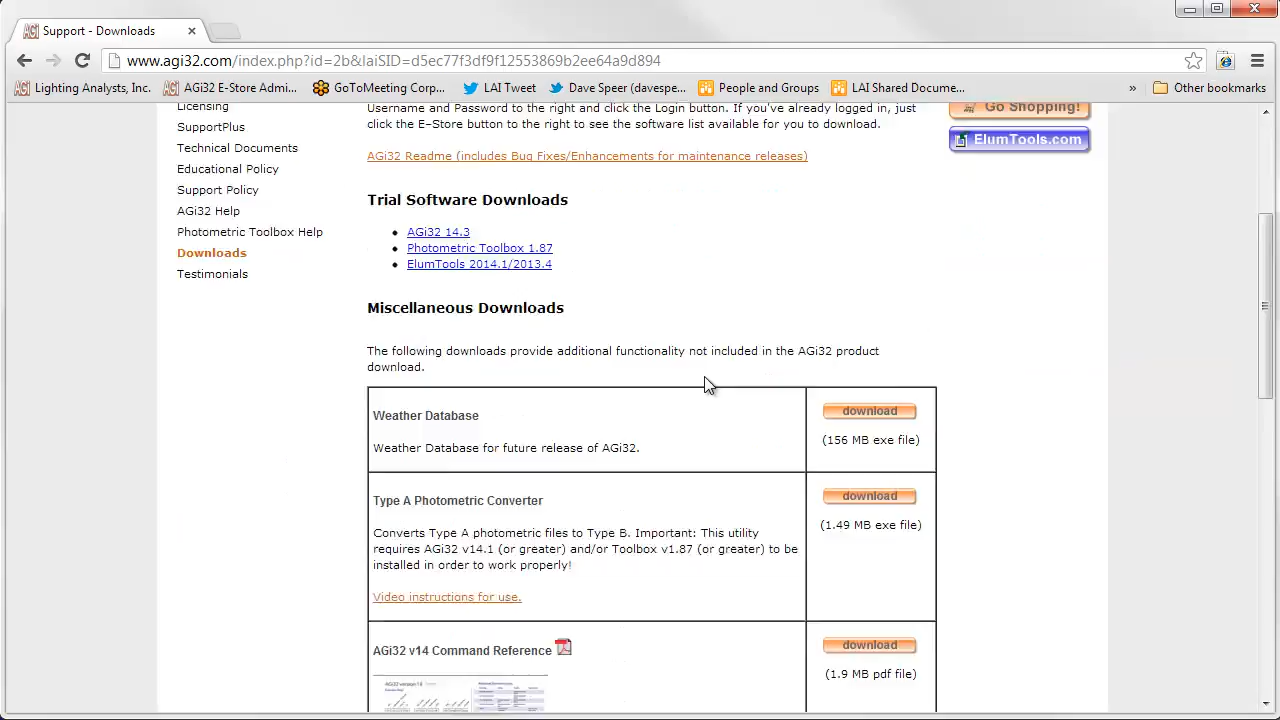 Support - Downloads
www.agi32.com/index.php?id=2b&laiSID=d5ec77f3df9f12553869b2ee64a9d894
Lighting Analysts, Inc.
AGi32 E-Store Admi...
GoToMeeting Corp...
LAI Tweet
Dave Speer (davespe...
People and Groups
LAI Shared Docume...
»
Other bookmarks
Licensing
SupportPlus
Technical Docs
Educational Policy
Support Policy
AGi32 Help
Photometric Toolbox Help
Downloads
Testimonials
Username and Password to the right and click the Login button. If you've already logged in, just
click the E-Store button to the right to see the software list available for you to download.
AGi32 Readme (includes Bug Fixes/Enhancements for maintenance releases)
Trial Software Downloads
• AGi32 14.3
• Photometric Toolbox 1.87
• ElumTools 2014.1/2013.4
Miscellaneous Downloads
The following downloads provide additional functionality not included in the AGi32 product
download.
Weather Database
Weather Database for future release of AGi32.
download
(156 MB exe file)
Type A Photometric Converter
Converts Type A photometric files to Type B. Important: This utility
requires AGi32 v14.1 (or greater) and/or Toolbox v1.87 (or greater) to be
installed in order to work properly!
Video instructions for use.
download
(1.49 MB exe file)
AGi32 v14 Command Reference
download
(1.9 MB pdf file)
Go Shopping!
ElumTools.com